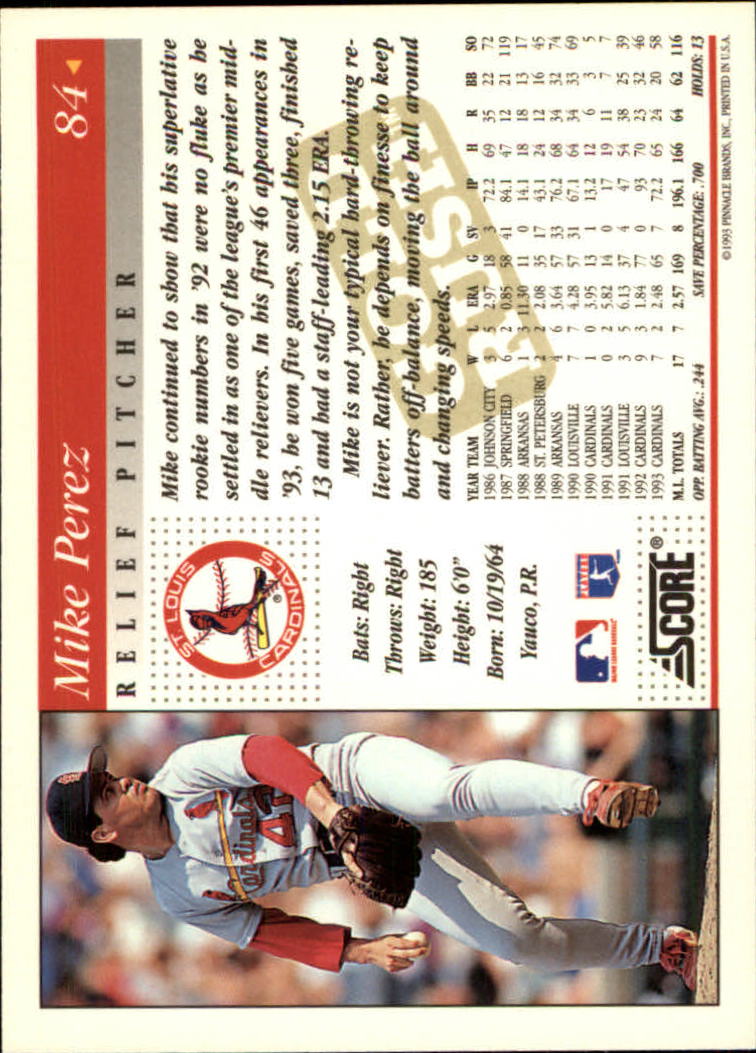 Mike Perez 84
RELIEF PITCHER
ST. LOUIS
CARDINALS
®
Mike continued to show that his superlative
rookie numbers in '92 were no fluke as he
settled in as one of the league's premier mid-
dle relievers. In his first 46 appearances in
'93, he won five games, saved three, finished
13 and had a staff-leading 2.15 ERA.
Mike is not your typical hard-throwing re-
liever. Rather, he depends on finesse to keep
batters off-balance, moving the ball around
and changing speeds.
GOLD
RUSH
Bats: Right
Throws: Right
Weight: 185
Height: 6'0"
Born: 10/19/64
Yauco, P.R.
Cardinals
42
SCORE®
YEAR TEAM W L ERA G SV IP H R BB SO
1986 JOHNSON CITY 3 5 2.97 18 3 72.2 69 35 22 72
1987 SPRINGFIELD 6 2 0.85 58 41 84.1 47 12 21 119
1988 ARKANSAS 1 3 11.30 11 0 14.1 18 18 13 17
1988 ST. PETERSBURG 2 2 2.08 35 17 43.1 24 12 16 45
1989 ARKANSAS 4 6 3.64 57 33 76.2 68 34 32 74
1990 LOUISVILLE 7 7 4.28 57 31 67.1 64 34 33 69
1990 CARDINALS 1 0 3.95 13 1 13.2 12 6 3 5
1991 CARDINALS 0 2 5.82 14 0 17 19 11 7 7
1991 LOUISVILLE 3 5 6.13 37 4 47 54 38 25 39
1992 CARDINALS 9 3 1.84 77 0 93 70 23 32 46
1993 CARDINALS 7 2 2.48 65 7 72.2 65 24 20 58
M.L. TOTALS 17 7 2.57 169 8 196.1 166 64 62 116
OPP. BATTING AVG.: .244 SAVE PERCENTAGE: .700 HOLDS: 13
©1993 PINNACLE BRANDS, INC., PRINTED IN U.S.A.